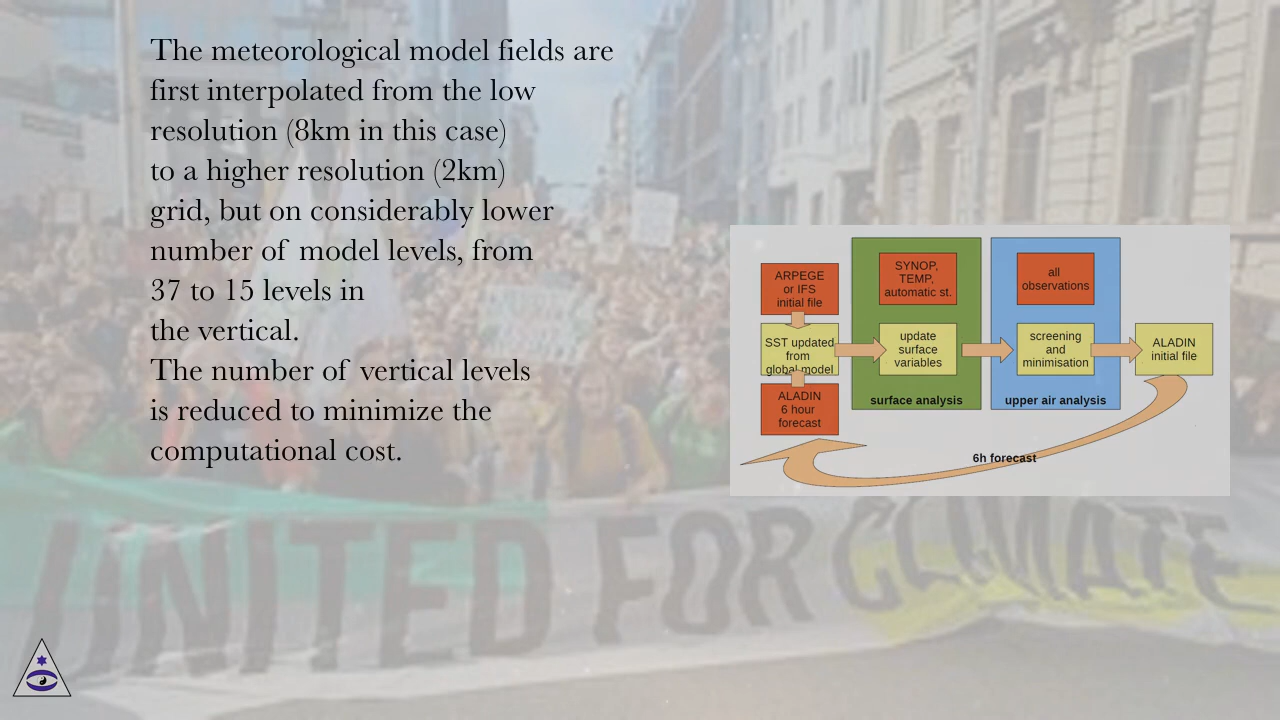 The meteorological model fields are
first interpolated from the low
resolution (8km in this case)
to a higher resolution (2km)
grid, but on considerably lower
number of model levels, from
37 to 15 levels in
the vertical.
The number of vertical levels
is reduced to minimize the
computational cost.
ARPEGE
or IFS
initial file
SST updated
from
global model
ALADIN
6 hour
forecast
SYNOP,
TEMP,
automatic st.
update
surface
variables
surface analysis
all
observations
screening
and
minimisation
upper air analysis
ALADIN
initial file
6h forecast
UNITED FOR CLIMATE